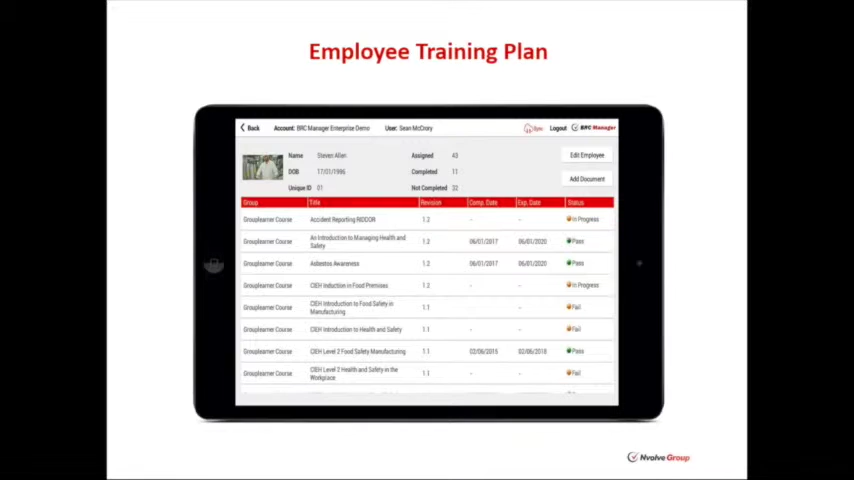 Employee Training Plan
Back Account: BRC Manager Enterprise Demo User: Sean McCrory Sync Logout BRC Manager
Name Steven Allen Assigned 43 Edit Employee
DOB 17/01/1986 Completed 11 Add Document
Unique ID 01 Not Completed 32
Group Title Revision Comp. Date Exp. Date Status
Grouplearner Course Accident Reporting RIDDOR 1.2 - - In Progress
Grouplearner Course An Introduction to Managing Health and Safety 1.2 06/01/2017 06/01/2020 Pass
Grouplearner Course Asbestos Awareness 1.2 06/01/2017 06/01/2020 Pass
Grouplearner Course CIEH Induction in Food Premises 1.2 - - In Progress
Grouplearner Course CIEH Introduction to Food Safety in Manufacturing 1.1 - - Fail
Grouplearner Course CIEH Introduction to Health and Safety 1.1 - - Fail
Grouplearner Course CIEH Level 2 Food Safety Manufacturing 1.1 02/06/2015 02/06/2018 Pass
Grouplearner Course CIEH Level 2 Health and Safety in the Workplace 1.1 - - Fail
Nvolve Group